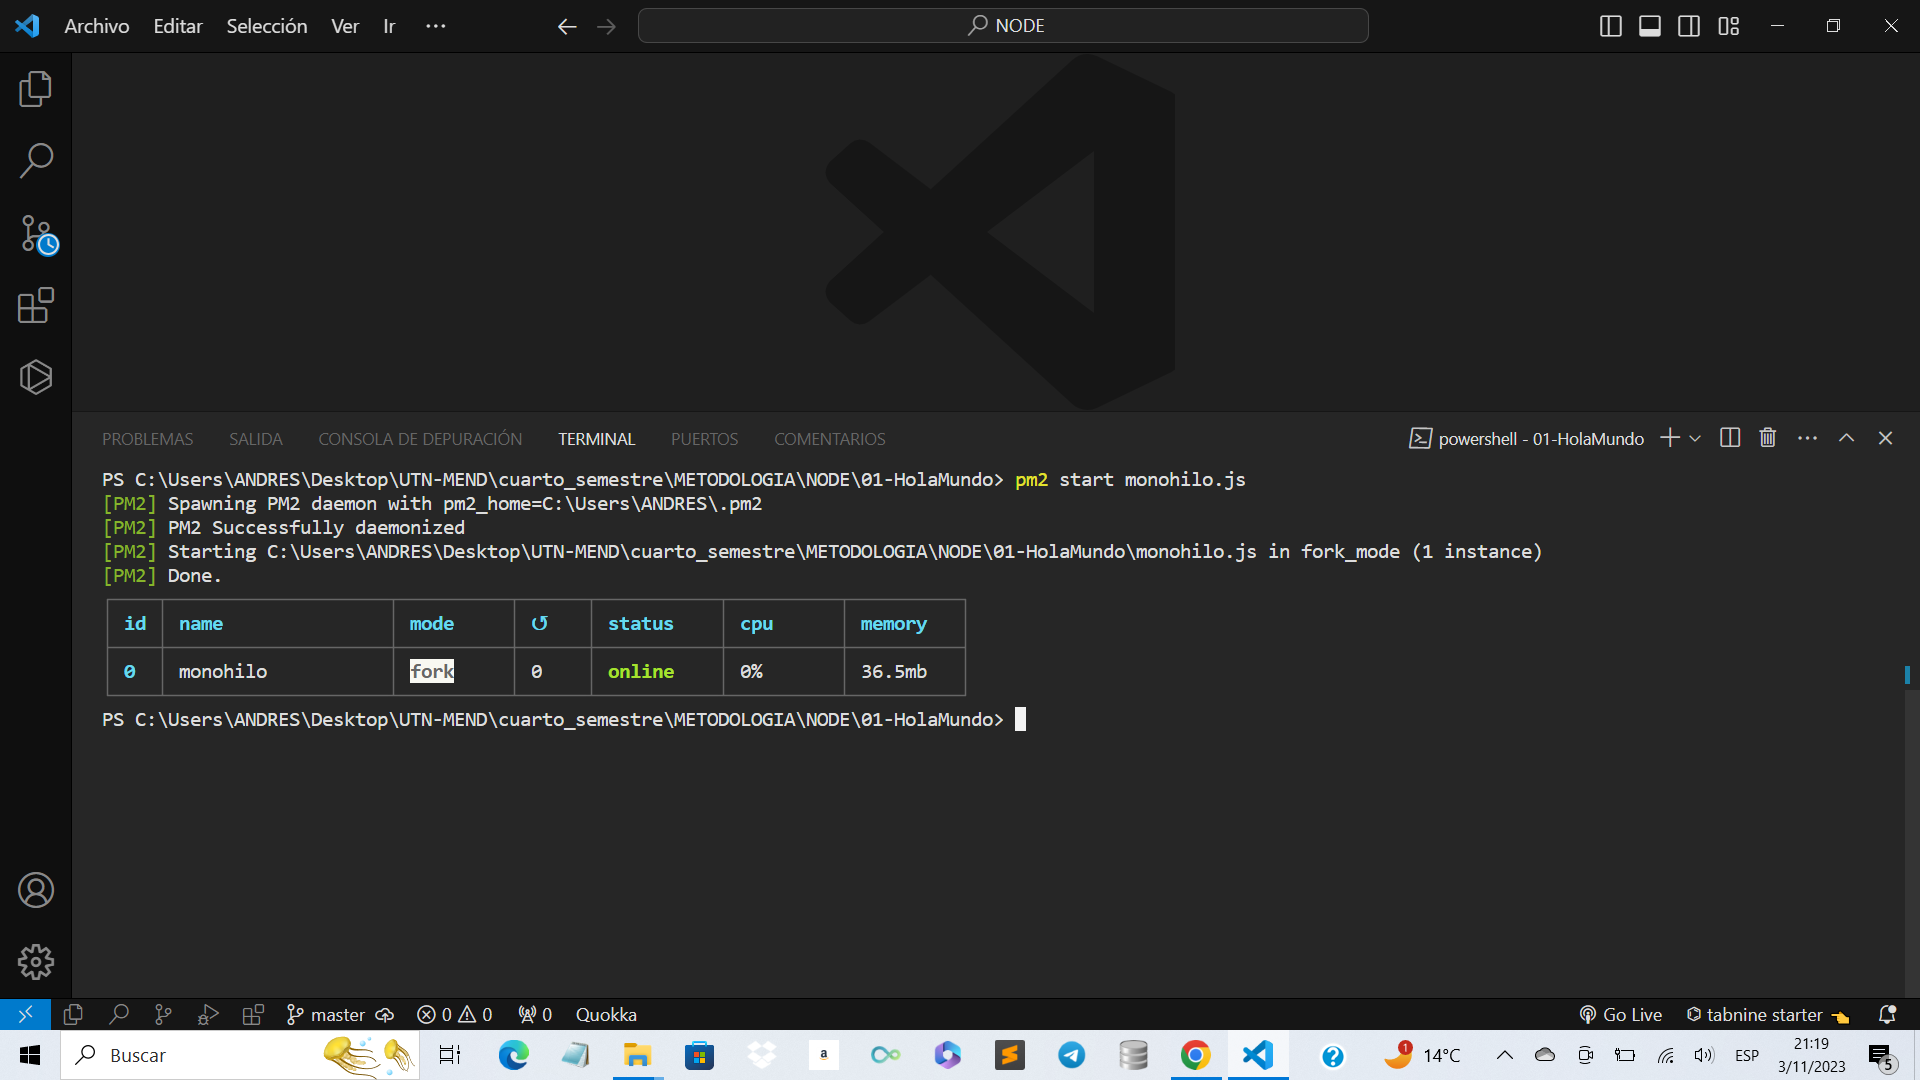 Archivo Editar Selección Ver Ir ··· NODE
PROBLEMAS SALIDA CONSOLA DE DEPURACIÓN TERMINAL PUERTOS COMENTARIOS powershell - 01-HolaMundo
PS C:\Users\ANDRES\Desktop\UTN-MEND\cuarto_semestre\METODOLOGIA\NODE\01-HolaMundo> pm2 start monohilo.js
[PM2] Spawning PM2 daemon with pm2_home=C:\Users\ANDRES\.pm2
[PM2] PM2 Successfully daemonized
[PM2] Starting C:\Users\ANDRES\Desktop\UTN-MEND\cuarto_semestre\METODOLOGIA\NODE\01-HolaMundo\monohilo.js in fork_mode (1 instance)
[PM2] Done.
id name mode ↺ status cpu memory
0 monohilo fork 0 online 0% 36.5mb
PS C:\Users\ANDRES\Desktop\UTN-MEND\cuarto_semestre\METODOLOGIA\NODE\01-HolaMundo>
master 0 0 0 Quokka Go Live tabnine starter
Buscar a 1 14°C ESP 21:19
3/11/2023 5